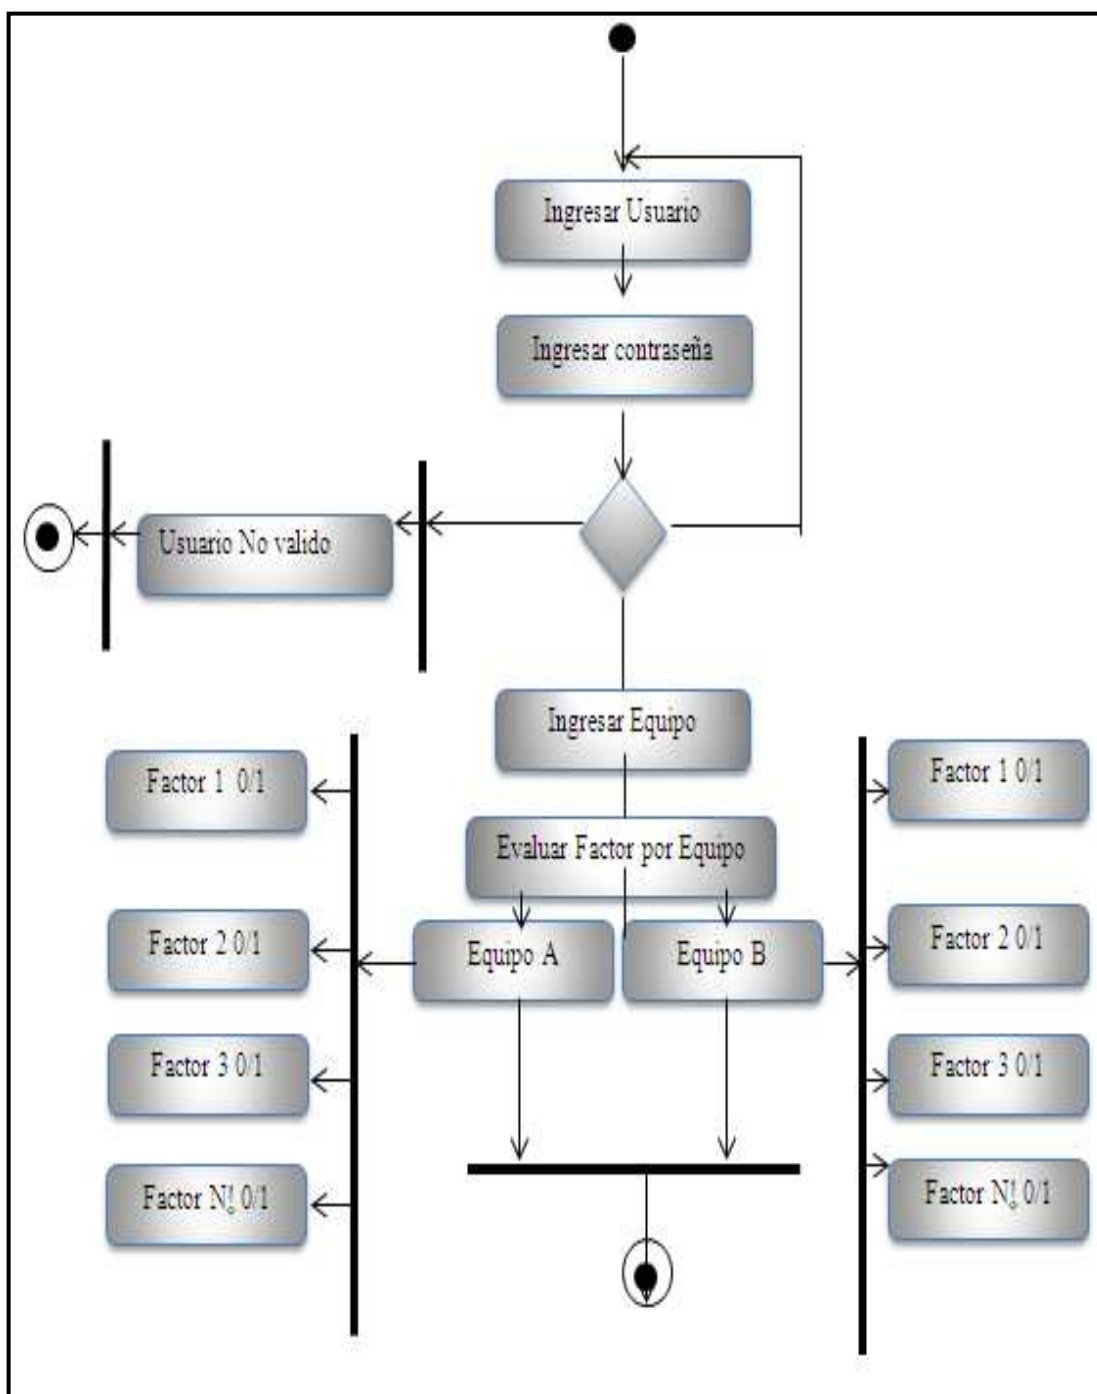 Ingresar Usuario
Ingresar contraseña
Usuario No valido
Ingresar Equipo
Evaluar Factor por Equipo
Equipo A
Equipo B
Factor 1 0/1
Factor 2 0/1
Factor 3 0/1
Factor N! 0/1
Factor 1 0/1
Factor 2 0/1
Factor 3 0/1
Factor N! 0/1